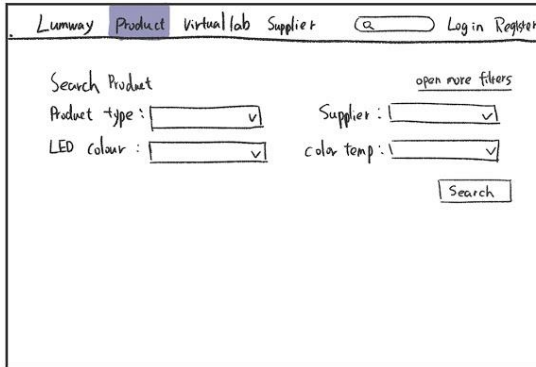 Lumway Product Virtual lab Supplier Log in Register
Search Product open more filters
Product type : Supplier :
LED colour : color temp :
Search